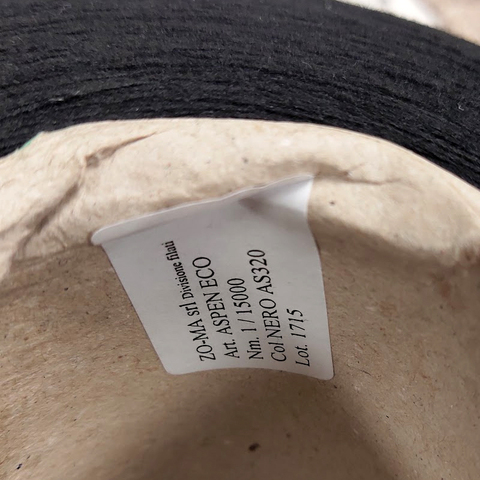 ZO-MA srl Divisione filati
Art. ASPEN ECO
Nm. 1 / 15000
Col NERO AS320
Lot. 1715